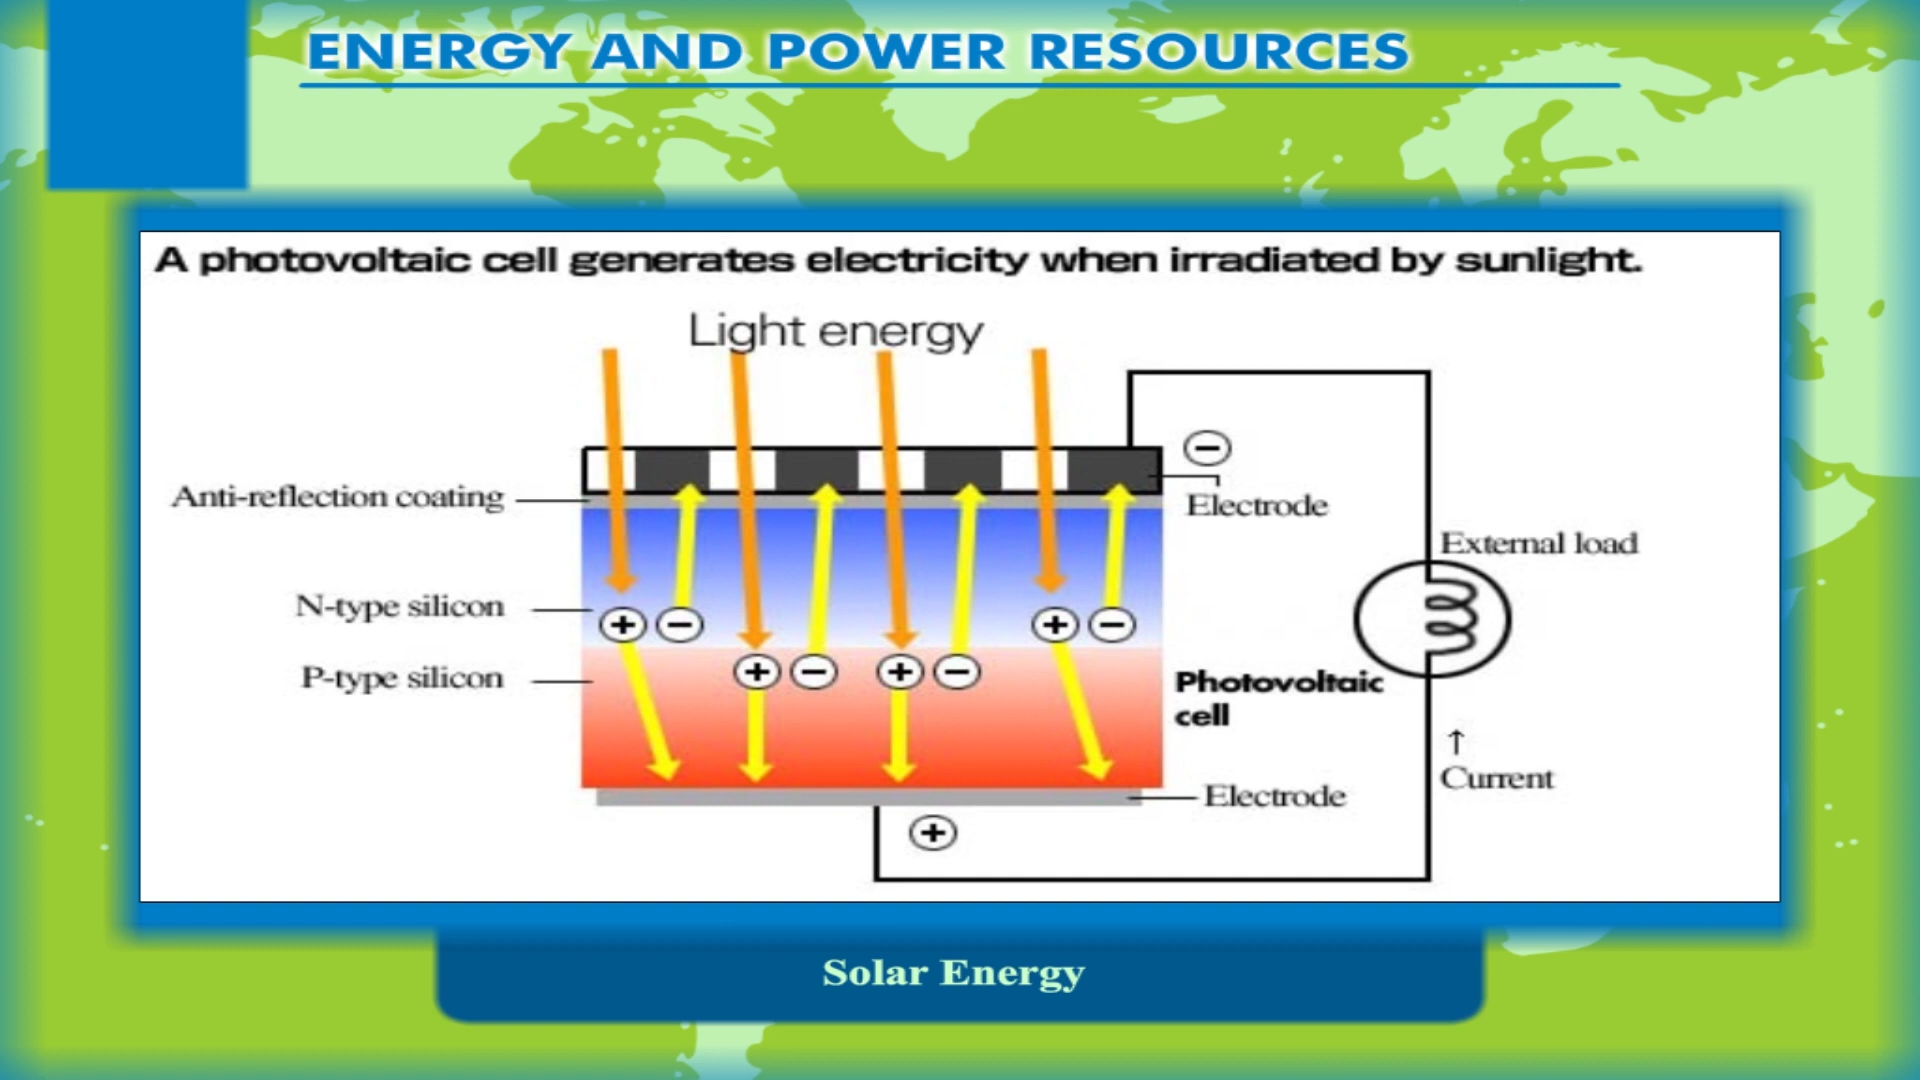 ENERGY AND POWER RESOURCES
A photovoltaic cell generates electricity when irradiated by sunlight.
Light energy
−
Anti-reflection coating
Electrode
External load
N-type silicon
+ − + −
+ − + −
P-type silicon
Photovoltaic
cell
↑
Current
Electrode
+
Solar Energy